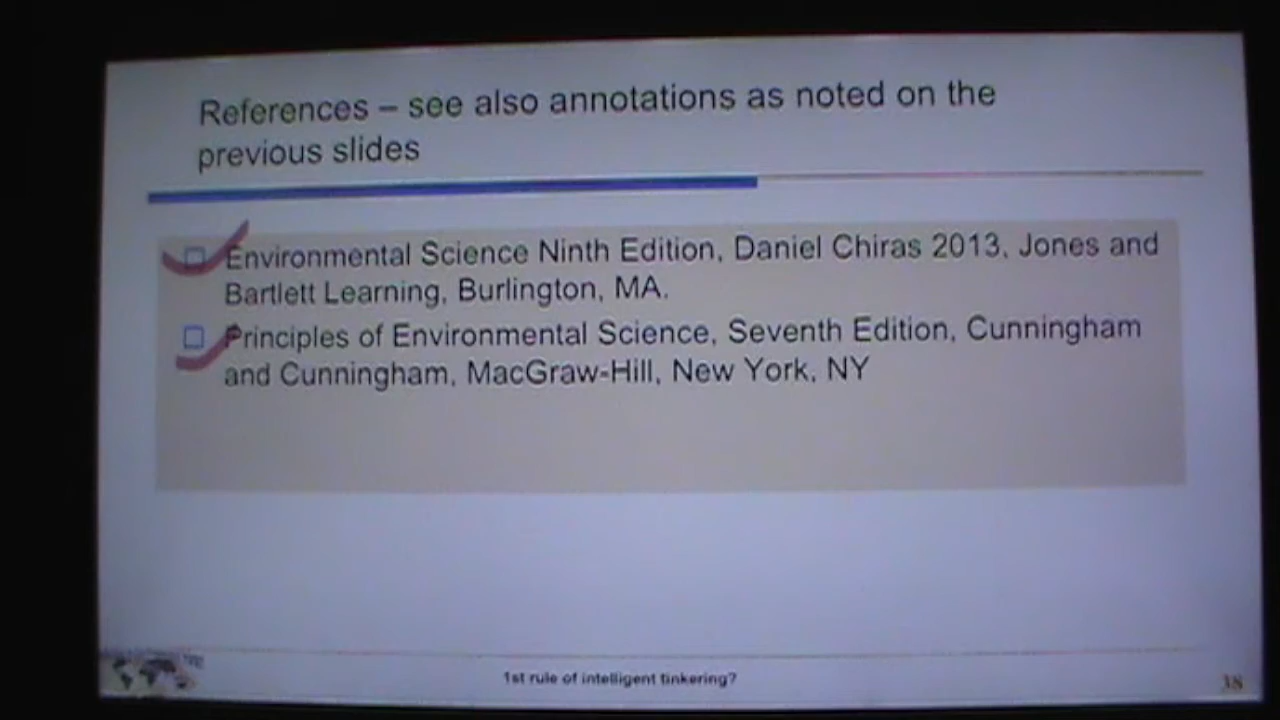 References – see also annotations as noted on the
previous slides
Environmental Science Ninth Edition, Daniel Chiras 2013, Jones and
Bartlett Learning, Burlington, MA.
Principles of Environmental Science, Seventh Edition, Cunningham
and Cunningham, MacGraw-Hill, New York, NY
1st rule of intelligent tinkering?
38